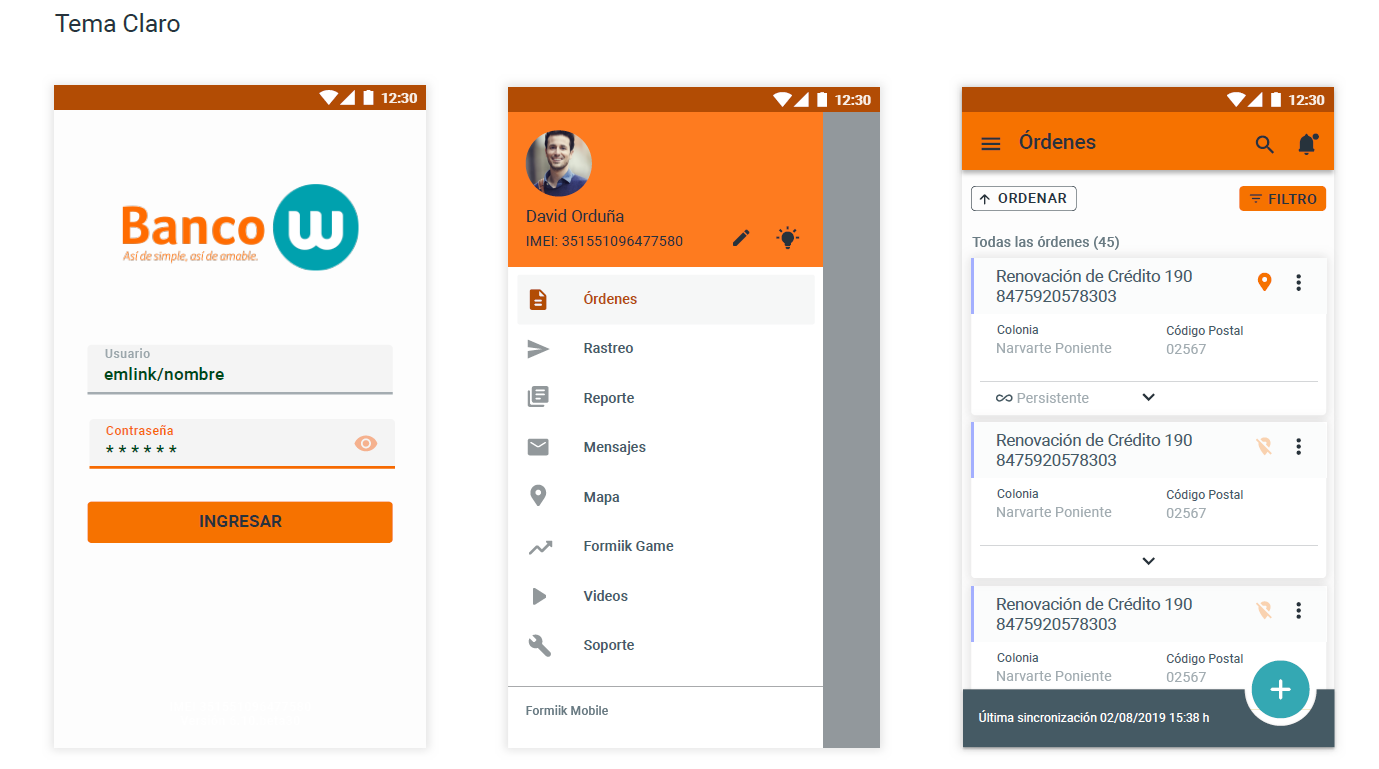 Tema Claro
12:30
Banco W
Así de simple, así de amable.
Usuario
emlink/nombre
Contraseña
******
INGRESAR
12:30
David Orduña
IMEI: 351551096477580
Órdenes
Rastreo
Reporte
Mensajes
Mapa
Formiik Game
Videos
Soporte
Formiik Mobile
12:30
Órdenes
ORDENAR
FILTRO
Todas las órdenes (45)
Renovación de Crédito 190
8475920578303
Colonia
Código Postal
Narvarte Poniente
02567
Persistente
Renovación de Crédito 190
8475920578303
Colonia
Código Postal
Narvarte Poniente
02567
Renovación de Crédito 190
8475920578303
Colonia
Código Postal
Narvarte Poniente
02567
Última sincronización 02/08/2019 15:38 h